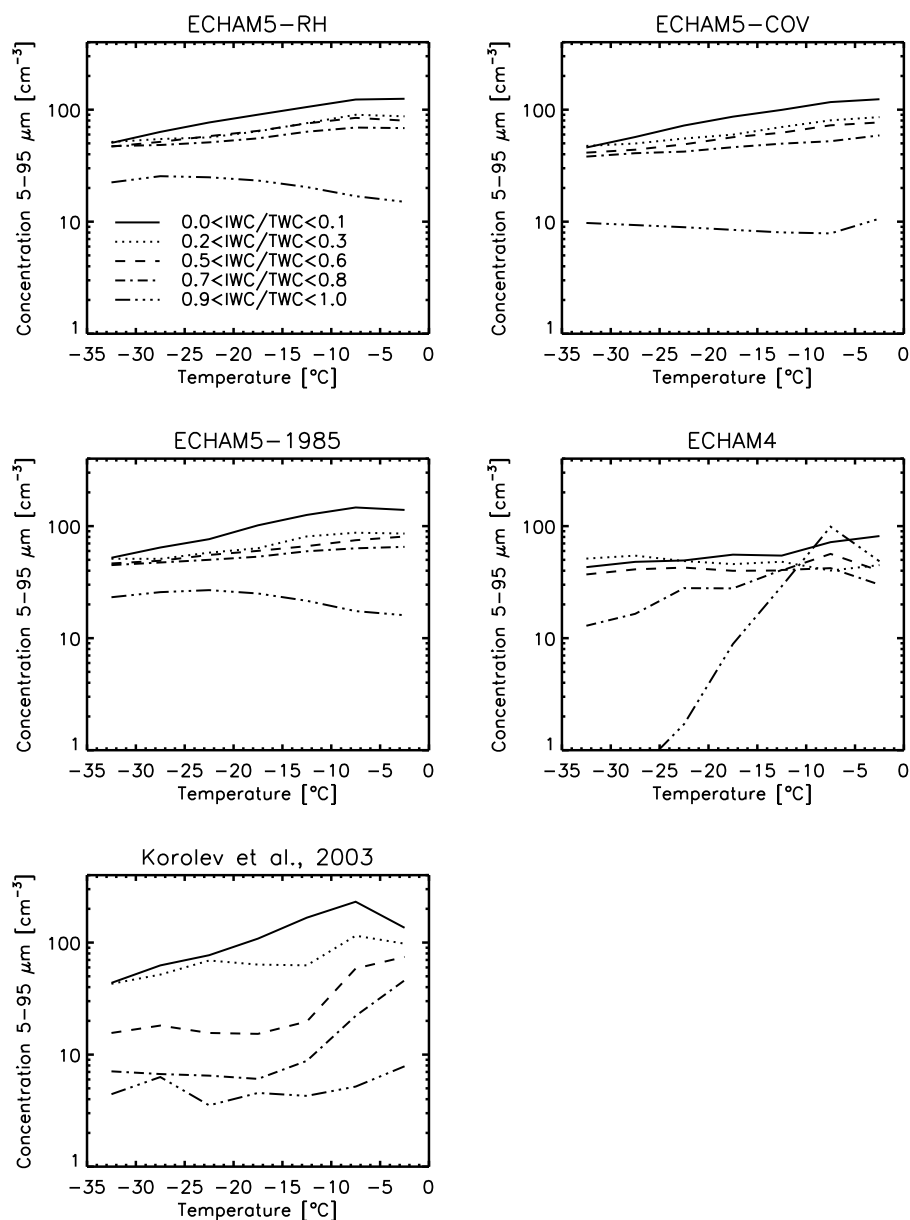 ECHAM5-RH
Concentration 5-95 μm [cm⁻³]
100
10
1
0.0<IWC/TWC<0.1
0.2<IWC/TWC<0.3
0.5<IWC/TWC<0.6
0.7<IWC/TWC<0.8
0.9<IWC/TWC<1.0
-35 -30 -25 -20 -15 -10 -5 0
Temperature [°C]
ECHAM5-COV
Concentration 5-95 μm [cm⁻³]
100
10
1
-35 -30 -25 -20 -15 -10 -5 0
Temperature [°C]
ECHAM5-1985
Concentration 5-95 μm [cm⁻³]
100
10
1
-35 -30 -25 -20 -15 -10 -5 0
Temperature [°C]
ECHAM4
Concentration 5-95 μm [cm⁻³]
100
10
1
-35 -30 -25 -20 -15 -10 -5 0
Temperature [°C]
Korolev et al., 2003
Concentration 5-95 μm [cm⁻³]
100
10
1
-35 -30 -25 -20 -15 -10 -5 0
Temperature [°C]